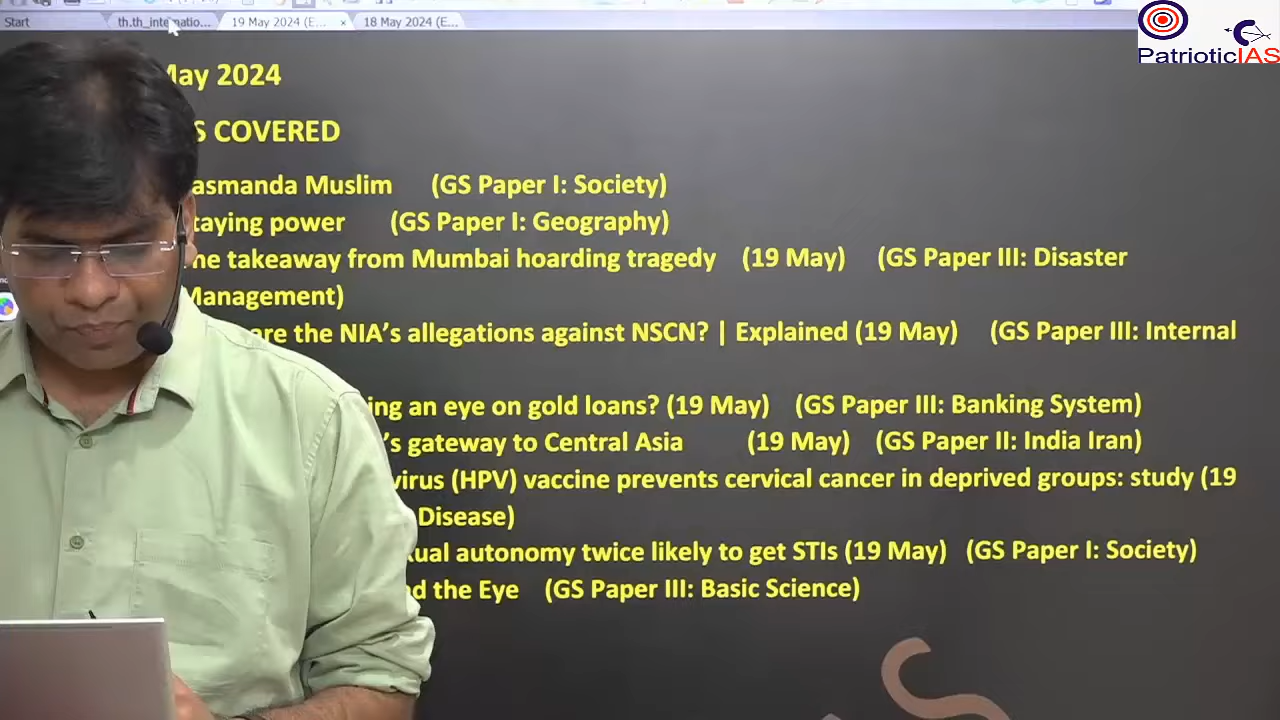 Start th.th_internatio... 19 May 2024 (E... × 18 May 2024 (E...
PatrioticIAS
May 2024
COVERED
asmanda Muslim (GS Paper I: Society)
taying power (GS Paper I: Geography)
he takeaway from Mumbai hoarding tragedy (19 May) (GS Paper III: Disaster
Management)
are the NIA's allegations against NSCN? | Explained (19 May) (GS Paper III: Internal
ing an eye on gold loans? (19 May) (GS Paper III: Banking System)
's gateway to Central Asia (19 May) (GS Paper II: India Iran)
virus (HPV) vaccine prevents cervical cancer in deprived groups: study (19
Disease)
xual autonomy twice likely to get STIs (19 May) (GS Paper I: Society)
nd the Eye (GS Paper III: Basic Science)